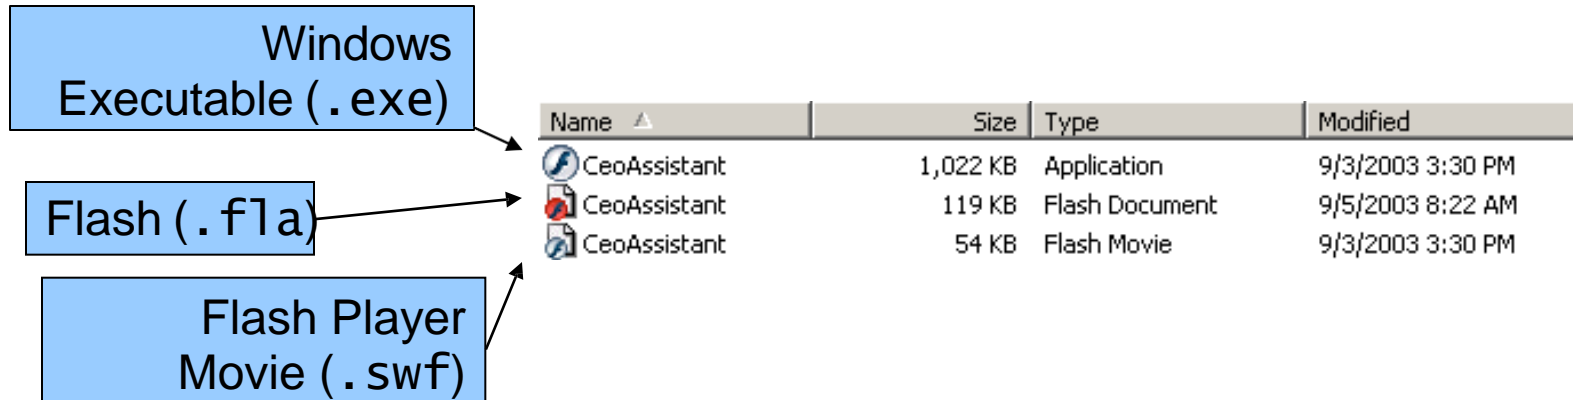 Windows
Executable (.exe)
Name Size Type Modified
CeoAssistant 1,022 KB Application 9/3/2003 3:30 PM
Flash (.fla)
CeoAssistant 119 KB Flash Document 9/5/2003 8:22 AM
CeoAssistant 54 KB Flash Movie 9/3/2003 3:30 PM
Flash Player
Movie (.swf)